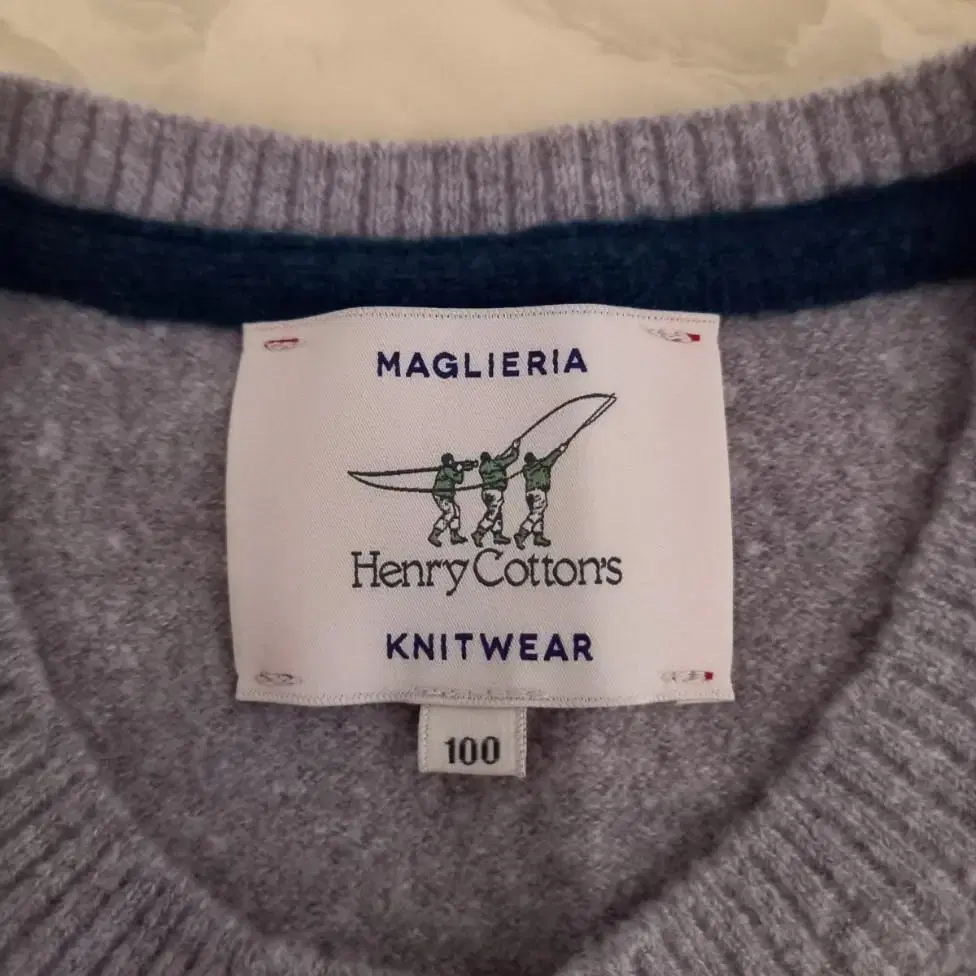 MAGLIERIA
Henry Cotton's
KNITWEAR
100